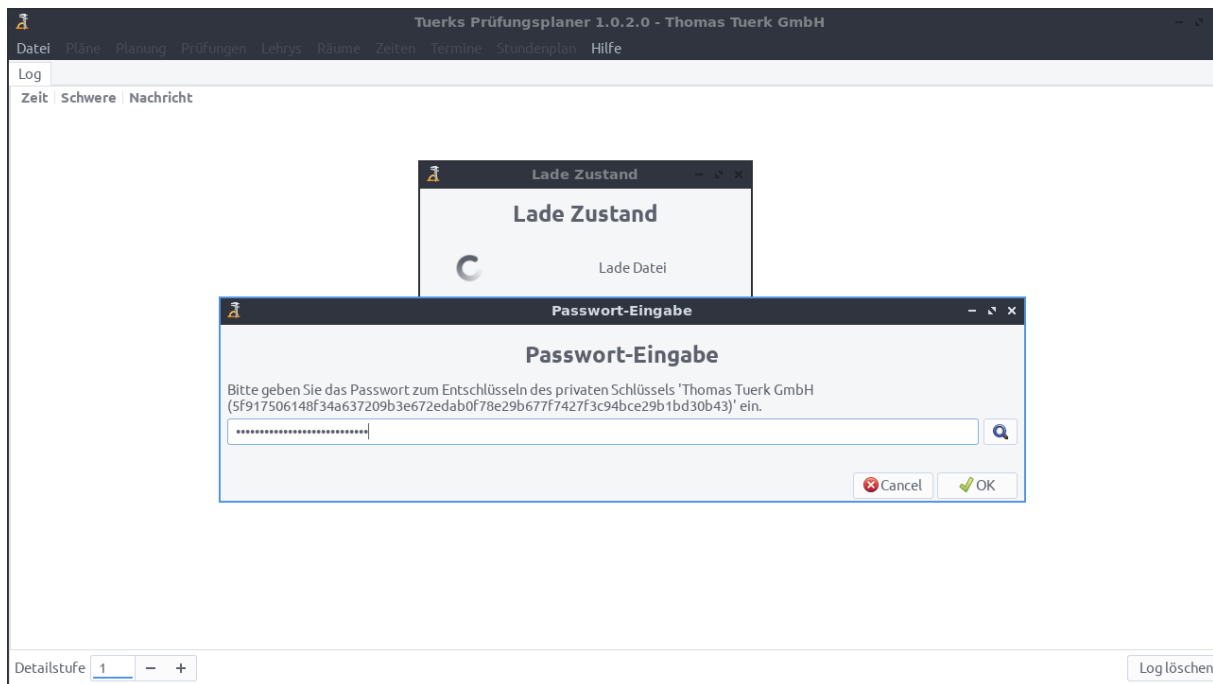 Tuerks Prüfungsplaner 1.0.2.0 - Thomas Tuerk GmbH
Datei Pläne Planung Prüfungen Lehrys Räume Zeiten Termine Stundenplan Hilfe
Log
Zeit Schwere Nachricht
Lade Zustand
Lade Zustand
Lade Datei
Passwort-Eingabe
Passwort-Eingabe
Bitte geben Sie das Passwort zum Entschlüsseln des privaten Schlüssels 'Thomas Tuerk GmbH
(5f917506148f34a637209b3e672edab0f78e29b677f7427f3c94bce29b1bd30b43)' ein.
Cancel OK
Detailstufe 1 − + Log löschen